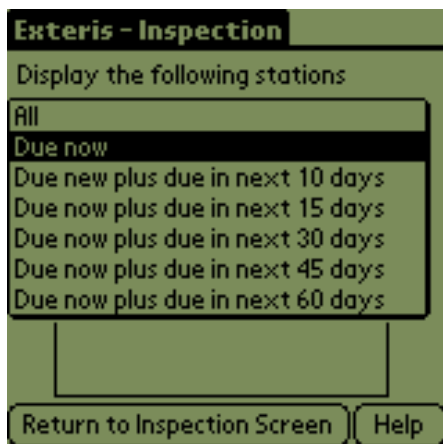 Exteris - Inspection
Display the following stations
All
Due now
Due new plus due in next 10 days
Due now plus due in next 15 days
Due now plus due in next 30 days
Due now plus due in next 45 days
Due now plus due in next 60 days
Return to Inspection Screen Help